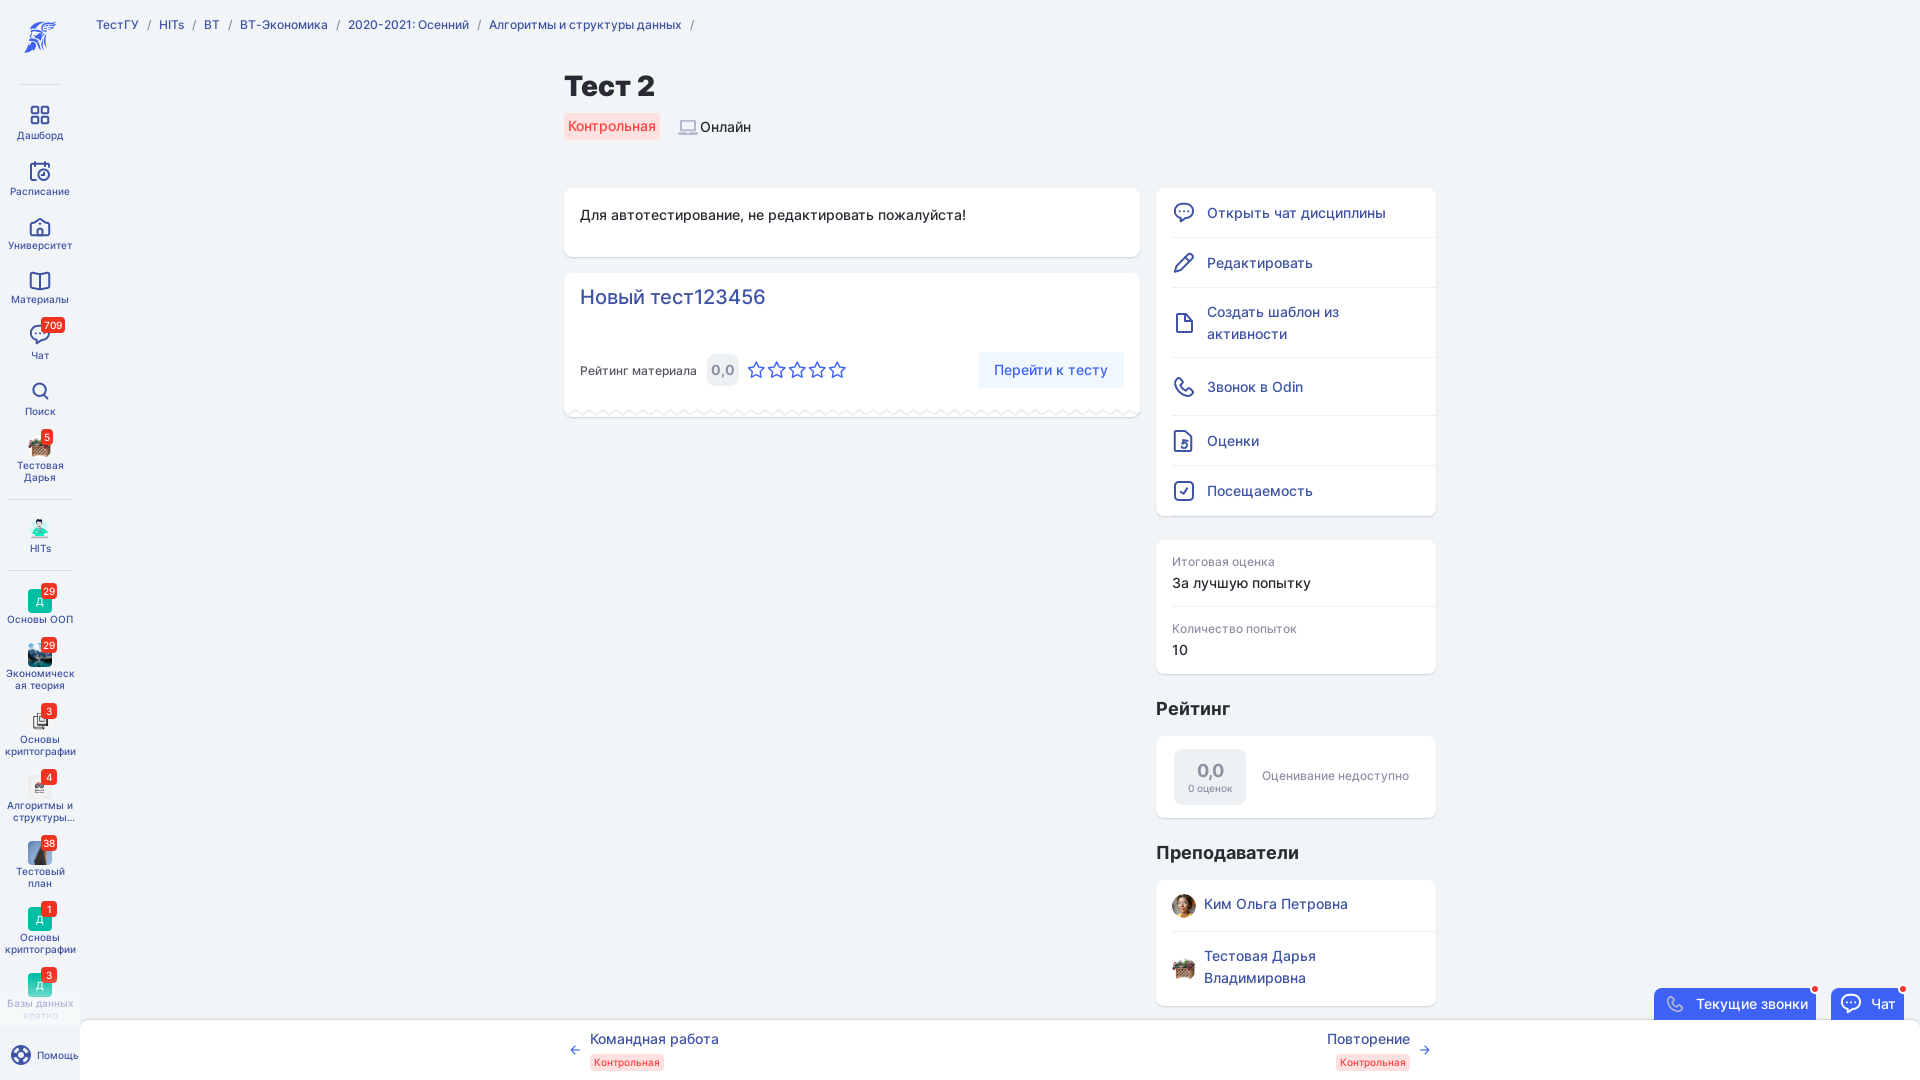 ТестГУ / HITs / ВТ / ВТ-Экономика / 2020-2021: Осенний / Алгоритмы и структуры данных /
Дашборд
Расписание
Университет
Материалы
709
Чат
Поиск
5
Тестовая
Дарья
HITs
29
Д
Основы ООП
29
Экономическ
ая теория
3
Основы
криптографии
4
Алгоритмы и
структуры...
38
Тестовый
план
1
Д
Основы
криптографии
3
Д
Базы данных
кратко
Помощь
Тест 2
Контрольная
Онлайн
Для автотестирование, не редактировать пожалуйста!
Новый тест123456
Рейтинг материала 0,0
Перейти к тесту
Открыть чат дисциплины
Редактировать
Создать шаблон из
активности
Звонок в Odin
Оценки
Посещаемость
Итоговая оценка
За лучшую попытку
Количество попыток
10
Рейтинг
0,0
0 оценок
Оценивание недоступно
Преподаватели
Ким Ольга Петровна
Тестовая Дарья
Владимировна
Текущие звонки
Чат
Командная работа
Контрольная
Повторение
Контрольная